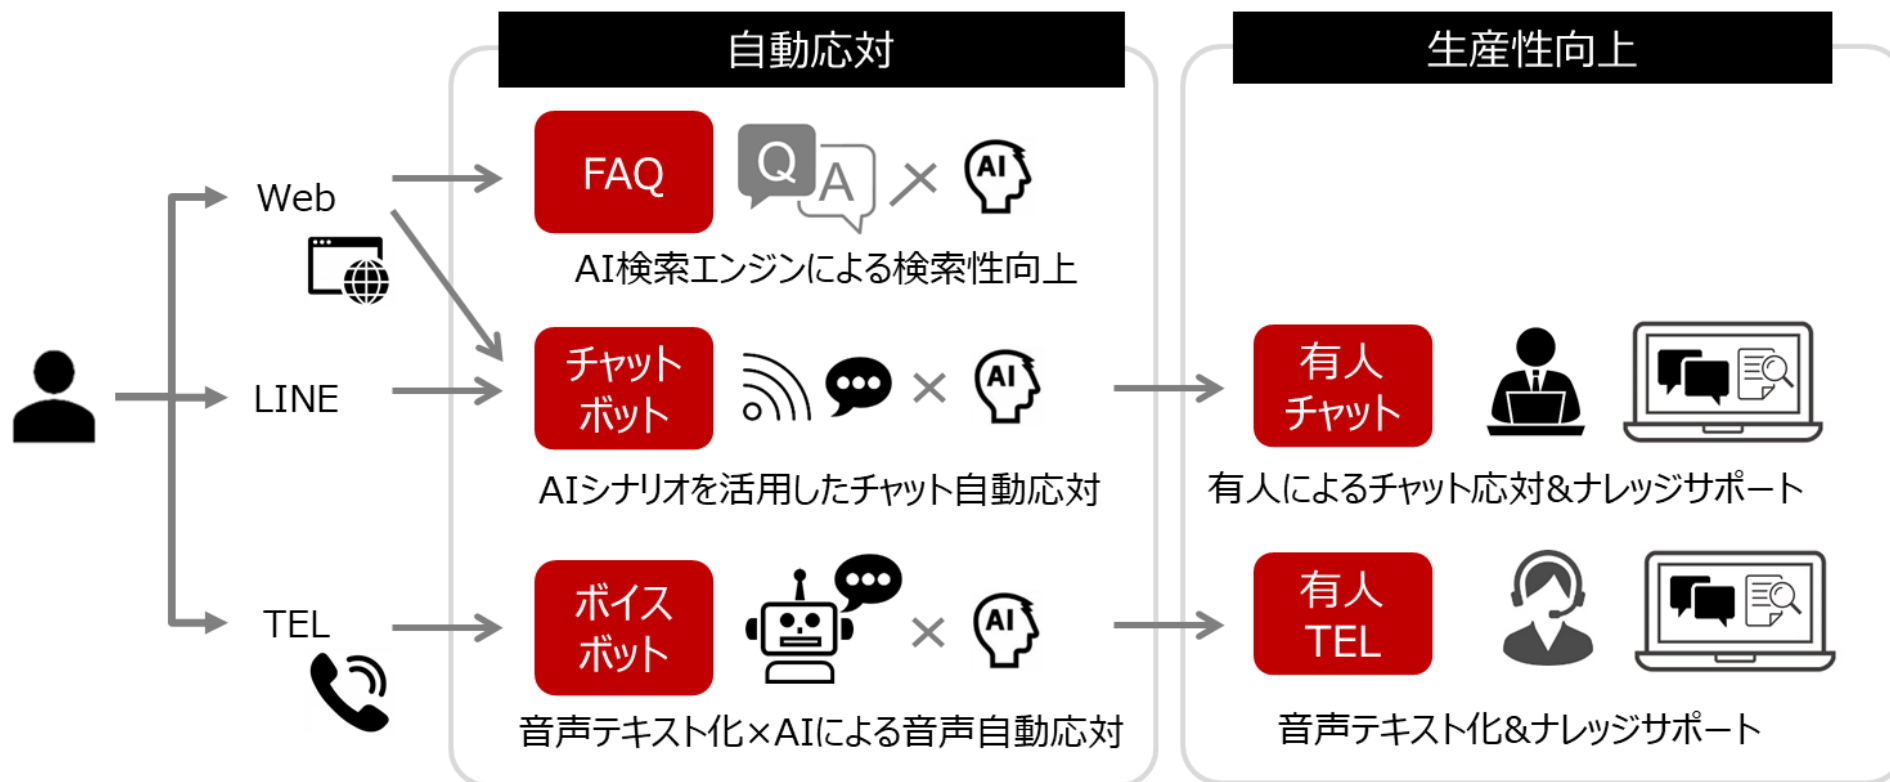 自動応対
生産性向上
Web
FAQ
Q
A
AI
AI検索エンジンによる検索性向上
LINE
チャット
ボット
AI
AIシナリオを活用したチャット自動応対
有人
チャット
有人によるチャット応対&ナレッジサポート
TEL
ボイス
ボット
AI
音声テキスト化×AIによる音声自動応対
有人
TEL
音声テキスト化&ナレッジサポート